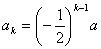 a_k = (-1/2)^{k-1} a